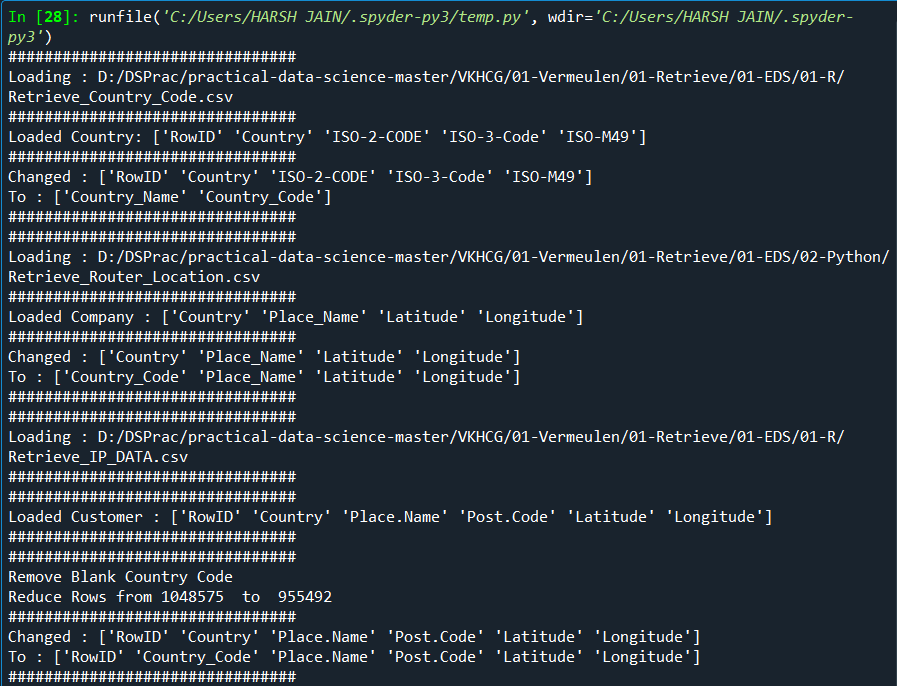 In [28]: runfile('C:/Users/HARSH JAIN/.spyder-py3/temp.py', wdir='C:/Users/HARSH JAIN/.spyder-
py3')
################################
Loading : D:/DSPrac/practical-data-science-master/VKHCG/01-Vermeulen/01-Retrieve/01-EDS/01-R/
Retrieve_Country_Code.csv
################################
Loaded Country: ['RowID' 'Country' 'ISO-2-CODE' 'ISO-3-Code' 'ISO-M49']
################################
Changed : ['RowID' 'Country' 'ISO-2-CODE' 'ISO-3-Code' 'ISO-M49']
To : ['Country_Name' 'Country_Code']
################################
################################
Loading : D:/DSPrac/practical-data-science-master/VKHCG/01-Vermeulen/01-Retrieve/01-EDS/02-Python/
Retrieve_Router_Location.csv
################################
Loaded Company : ['Country' 'Place_Name' 'Latitude' 'Longitude']
################################
Changed : ['Country' 'Place_Name' 'Latitude' 'Longitude']
To : ['Country_Code' 'Place_Name' 'Latitude' 'Longitude']
################################
################################
Loading : D:/DSPrac/practical-data-science-master/VKHCG/01-Vermeulen/01-Retrieve/01-EDS/01-R/
Retrieve_IP_DATA.csv
################################
################################
Loaded Customer : ['RowID' 'Country' 'Place.Name' 'Post.Code' 'Latitude' 'Longitude']
################################
################################
Remove Blank Country Code
Reduce Rows from 1048575  to  955492
################################
Changed : ['RowID' 'Country' 'Place.Name' 'Post.Code' 'Latitude' 'Longitude']
To : ['RowID' 'Country_Code' 'Place.Name' 'Post.Code' 'Latitude' 'Longitude']
################################